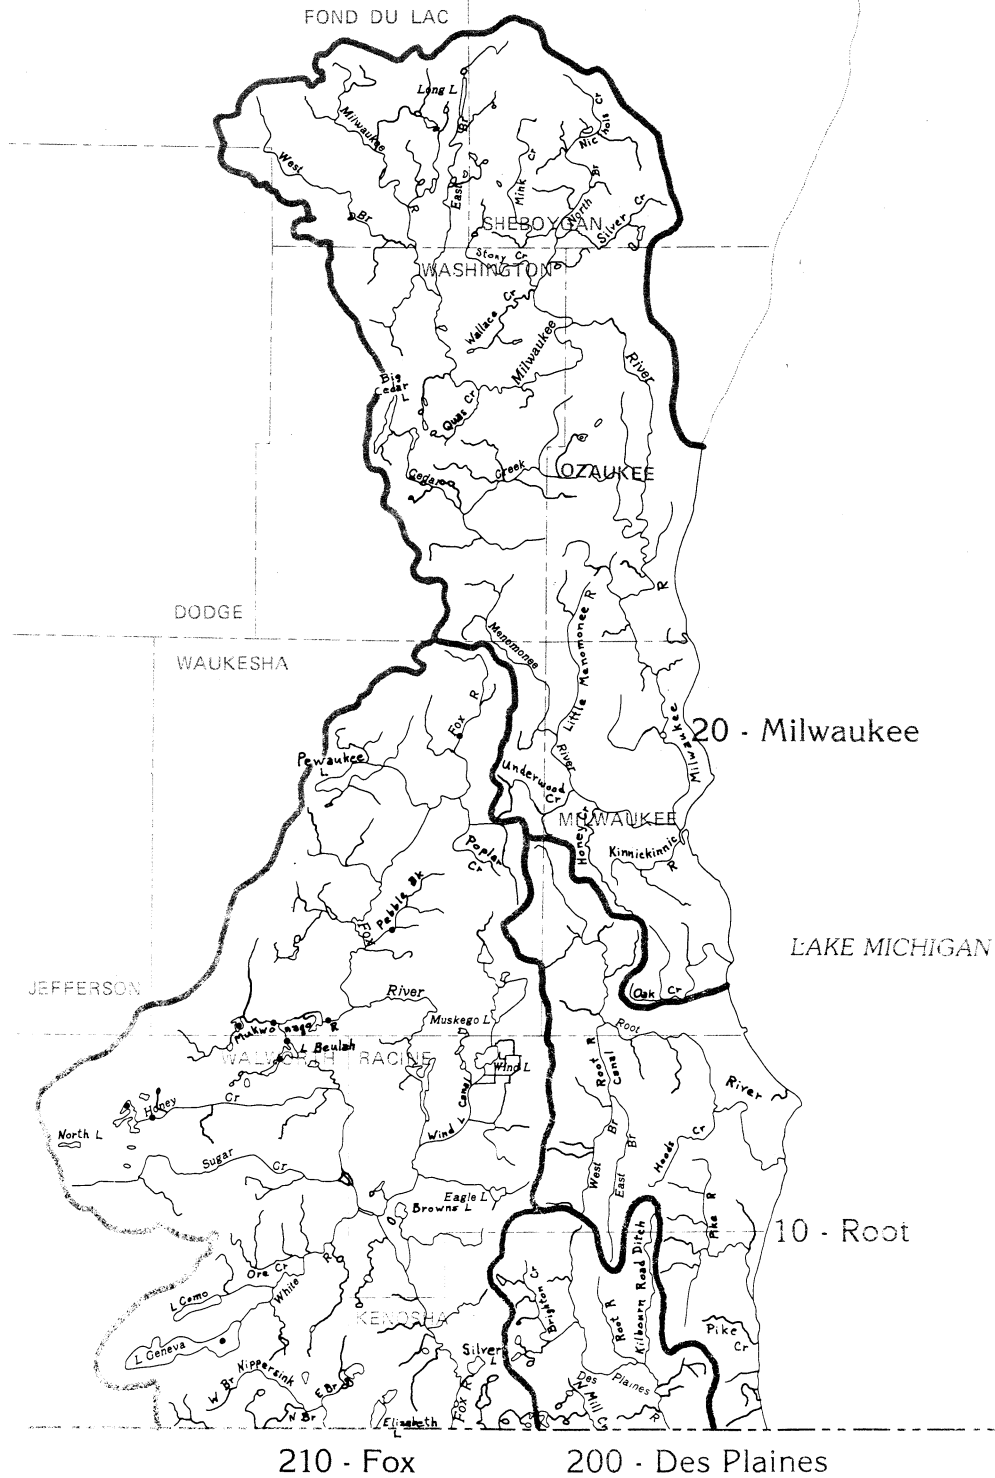 FOND DU LAC
Long L
Cr
Milwaukee
Br
Nichols
West
Cr
East
Mink
Br
R
Br
North
Cr
SHEBOYGAN
Silver
Stony Cr
WASHINGTON
Cr
Wallace
Milwaukee
River
Big
Cedar
L
Quas Cr
Cedar
Creek
OZAUKEE
R
R
DODGE
Menomonee
WAUKESHA
Little Menomonee
Fox R
Milwaukee
20 - Milwaukee
River
Pewaukee
L
Underwood
Cr
MILWAUKEE
Honey Cr
Poplar
Cr
Kinnickinnic
R
Pebble Bk
Fox
LAKE MICHIGAN
JEFFERSON
River
Oak Cr
Mukwonago R
Muskego L
Root
L Beulah
WALWORTH
RACINE
Wind L
Root R
Canal
River
Honey
Cr
Wind L Canal
North L
Sugar
Cr
West
Br
East
Br
Hoods
Cr
Eagle L
Browns L
Pike R
10 - Root
Ore Cr
R
White
L Como
Brighton
Cr
Root R
Kilbourn Road Ditch
KENOSHA
L Geneva
Silver
L
Pike
Cr
Nippersink
W Br
E Br
N Br
Fox R
Des
Plaines
R
N Mill Cr
Elizabeth
L
210 - Fox
200 - Des Plaines